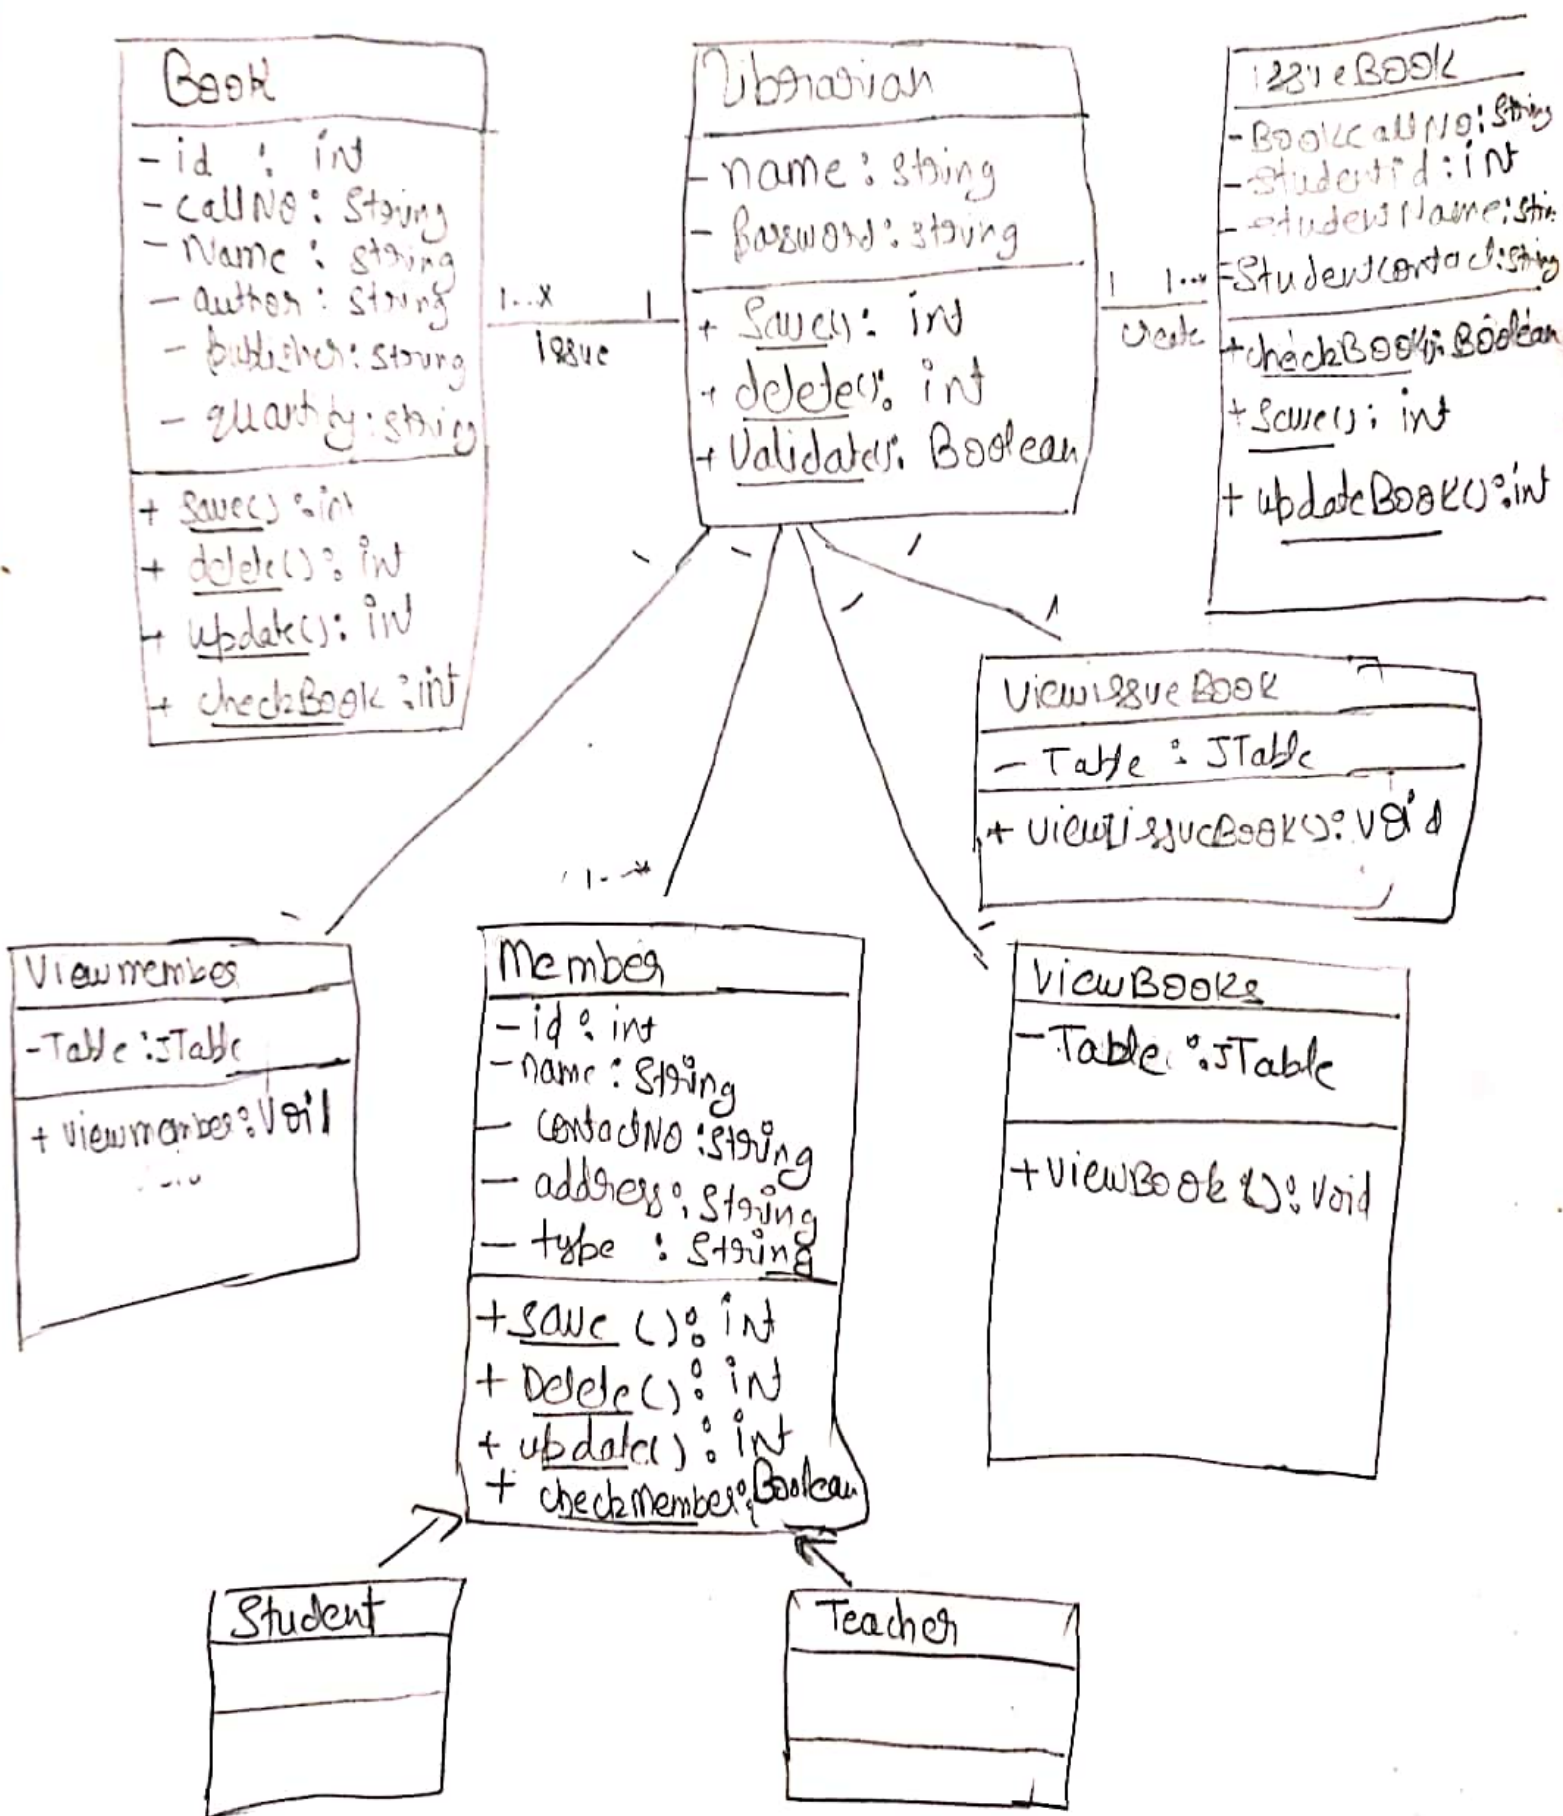 Book
- id : int
- callNo : String
- Name : String
- author : String
- publisher : String
- quantity : String
+ save() : int
+ delete() : int
+ update() : int
+ checkBook : int
1..*
1
issue
Librarian
- name : String
- Password : string
+ Save() : int
+ delete() : int
+ Validate() : Boolean
1
1..*
create
issueBook
- BookcallNo : String
- Studentid : int
- StudentName : Strin
- StudentContact : String
+ checkBook() : Boolean
+ Save() : int
+ updateBook() : int
ViewissueBook
- Table : JTable
+ viewissueBook() : void
1..*
Viewmember
- Table : JTable
+ viewmember : Void
Member
- id : int
- name : String
- contactNo : String
- address : String
- type : String
+ save () : int
+ Delete() : int
+ update() : int
+ checkMember : Boolean
ViewBooks
- Table : JTable
+ viewBook () : void
Student
Teacher